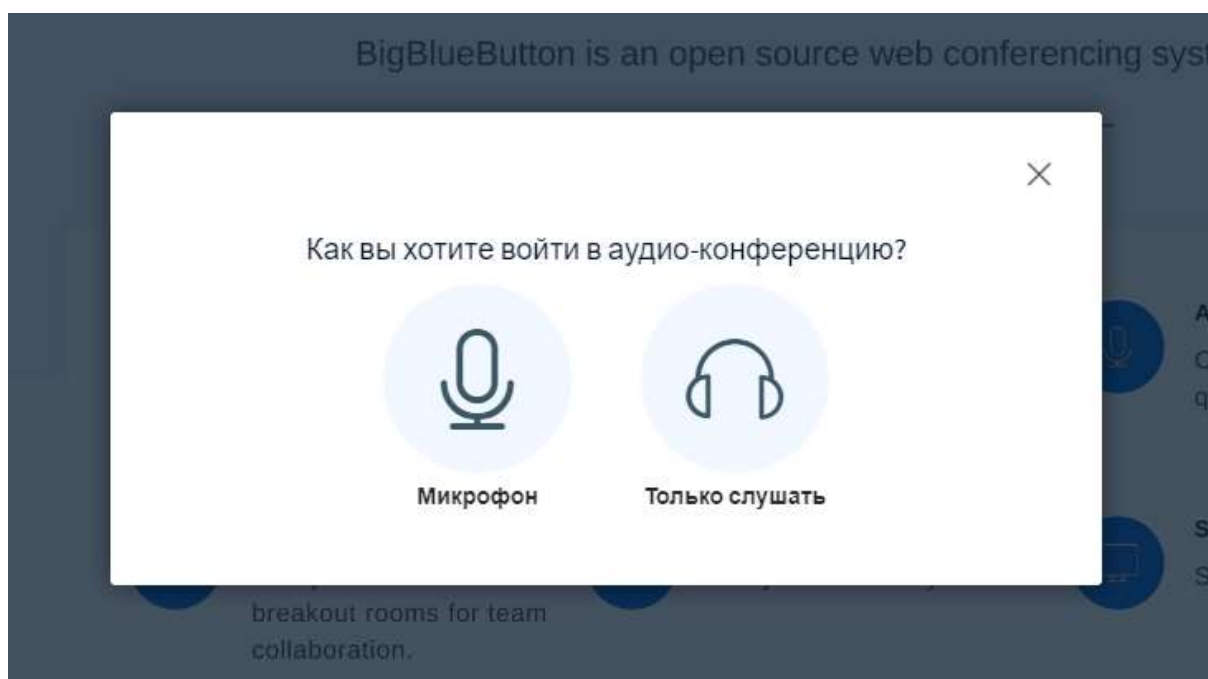 BigBlueButton is an open source web conferencing
Как вы хотите войти в аудио-конференцию?
Микрофон
Только слушать
breakout rooms for team
collaboration.